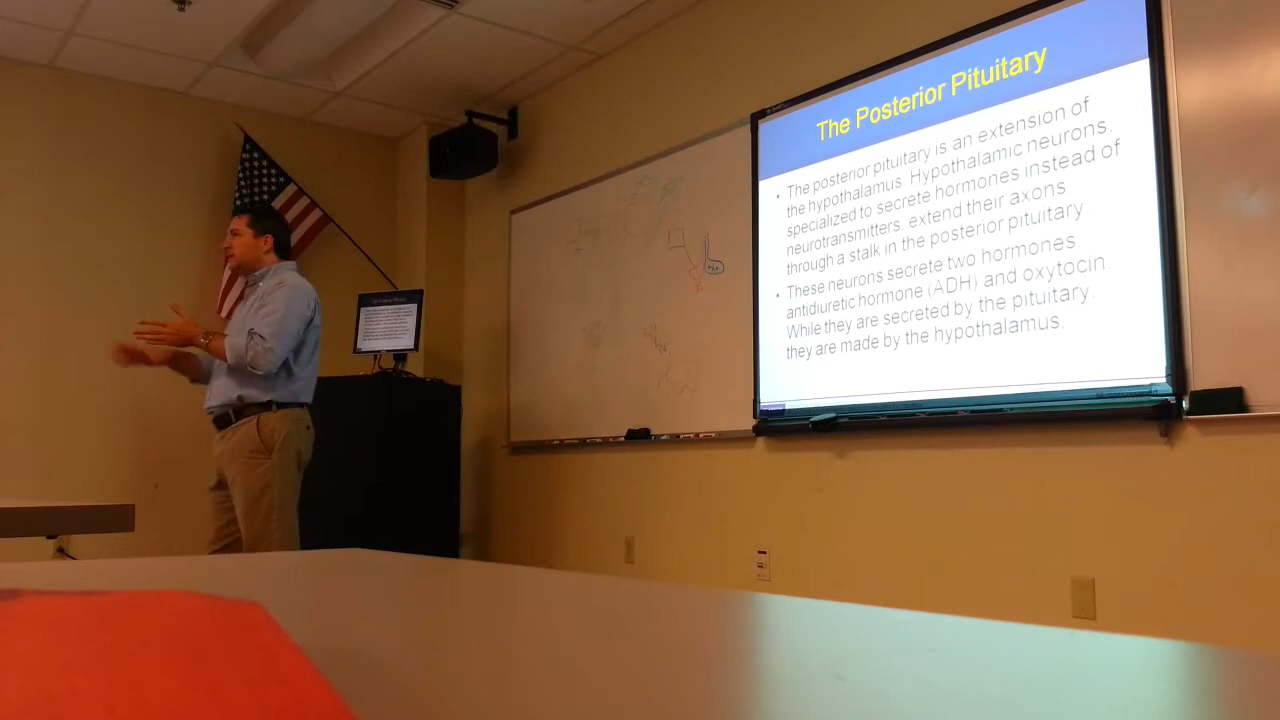 The Posterior Pituitary
• The posterior pituitary is an extension of
the hypothalamus. Hypothalamic neurons,
specialized to secrete hormones instead of
neurotransmitters, extend their axons
through a stalk in the posterior pituitary.
• These neurons secrete two hormones,
antidiuretic hormone (ADH) and oxytocin.
While they are secreted by the pituitary,
they are made by the hypothalamus.